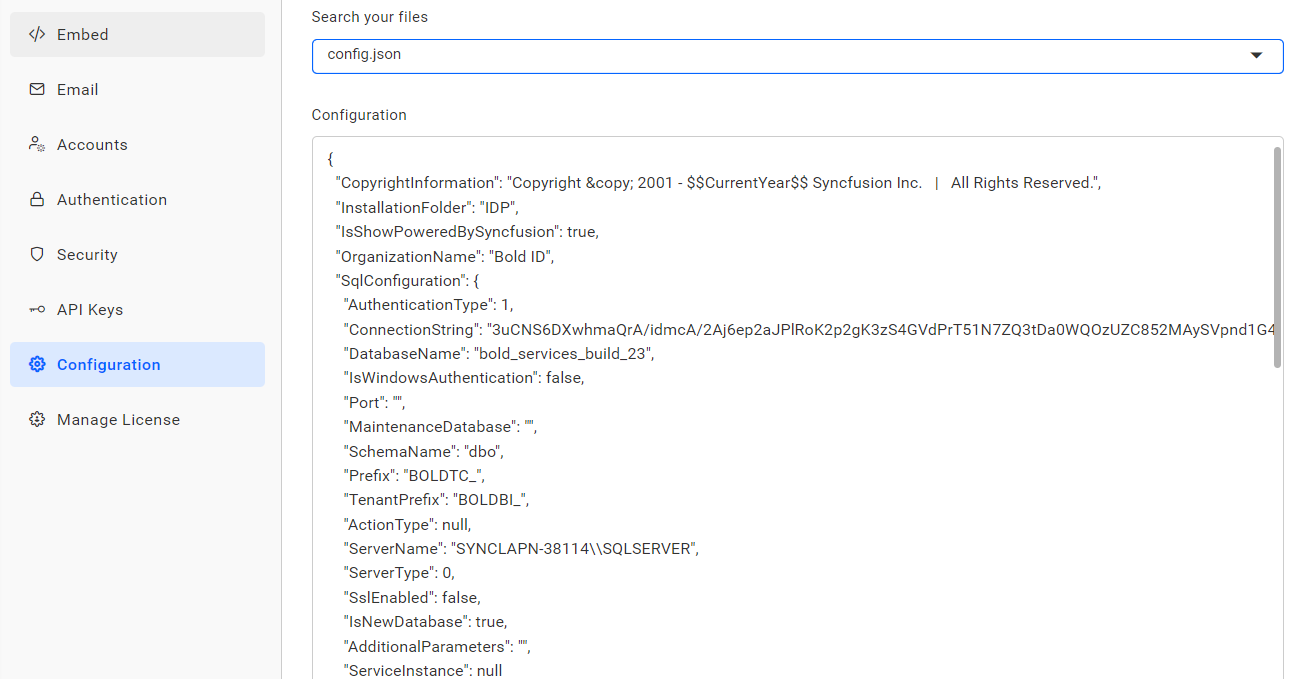 Embed
Email
Accounts
Authentication
Security
API Keys
Configuration
Manage License
Search your files
config.json
Configuration
{
"CopyrightInformation": "Copyright &copy; 2001 - $$CurrentYear$$ Syncfusion Inc. | All Rights Reserved.",
"InstallationFolder": "IDP",
"IsShowPoweredBySyncfusion": true,
"OrganizationName": "Bold ID",
"SqlConfiguration": {
"AuthenticationType": 1,
"ConnectionString": "3uCNS6DXwhmaQrA/idmcA/2Aj6ep2aJPlRoK2p2gK3zS4GVdPrT51N7ZQ3tDa0WQOzUZC852MAySVpnd1G4
"DatabaseName": "bold_services_build_23",
"IsWindowsAuthentication": false,
"Port": "",
"MaintenanceDatabase": "",
"SchemaName": "dbo",
"Prefix": "BOLDTC_",
"TenantPrefix": "BOLDBI_",
"ActionType": null,
"ServerName": "SYNCLAPN-38114\\SQLSERVER",
"ServerType": 0,
"SslEnabled": false,
"IsNewDatabase": true,
"AdditionalParameters": "",
"ServiceInstance": null